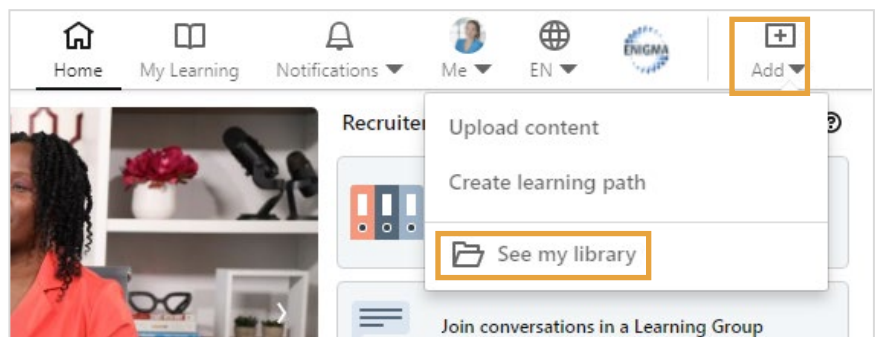 Home
My Learning
Notifications
Me
EN
ENIGMA
Add
Recruiter
Upload content
Create learning path
See my library
Join conversations in a Learning Group